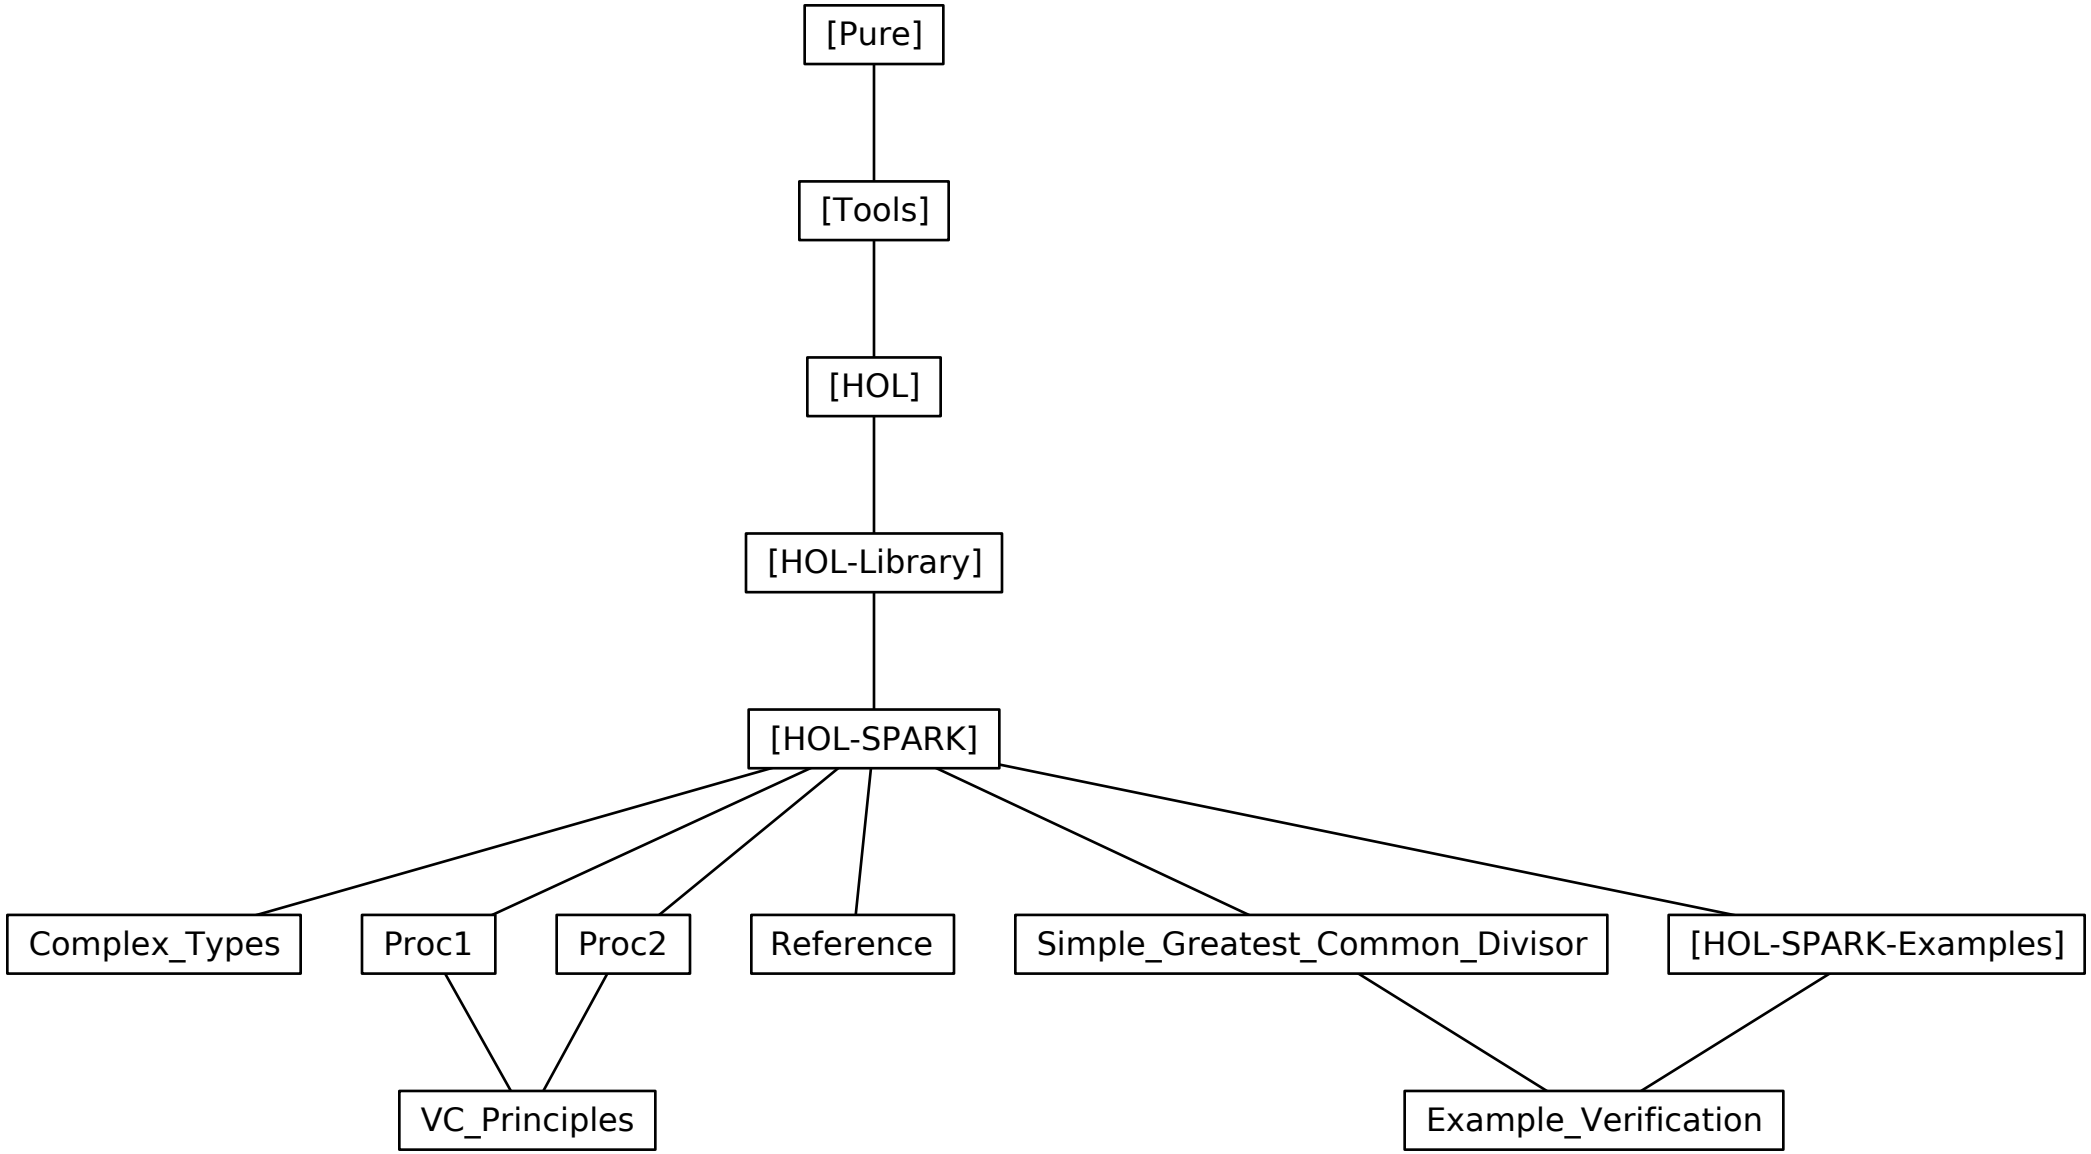 [Pure]
[Tools]
[HOL]
[HOL-Library]
[HOL-SPARK]
Complex_Types
Proc1
Proc2
Reference
Simple_Greatest_Common_Divisor
[HOL-SPARK-Examples]
VC_Principles
Example_Verification